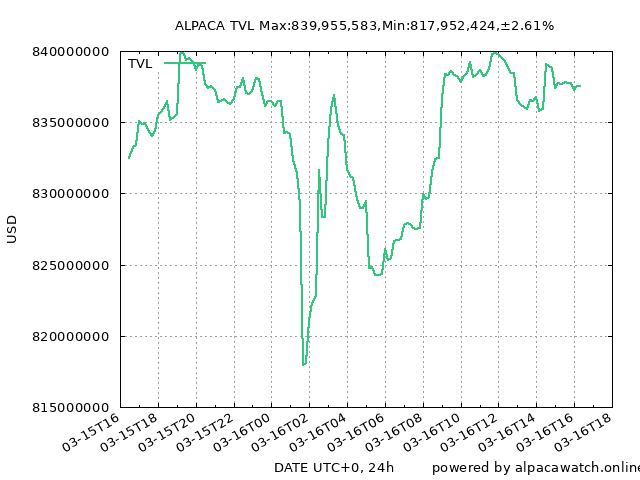 ALPACA TVL Max:839,955,583,Min:817,952,424,±2.61%
840000000
TVL
835000000
830000000
USD
825000000
820000000
815000000
03-15T16
03-15T18
03-15T20
03-15T22
03-16T00
03-16T02
03-16T04
03-16T06
03-16T08
03-16T10
03-16T12
03-16T14
03-16T16
03-16T18
DATE UTC+0, 24h
powered by alpacawatch.online